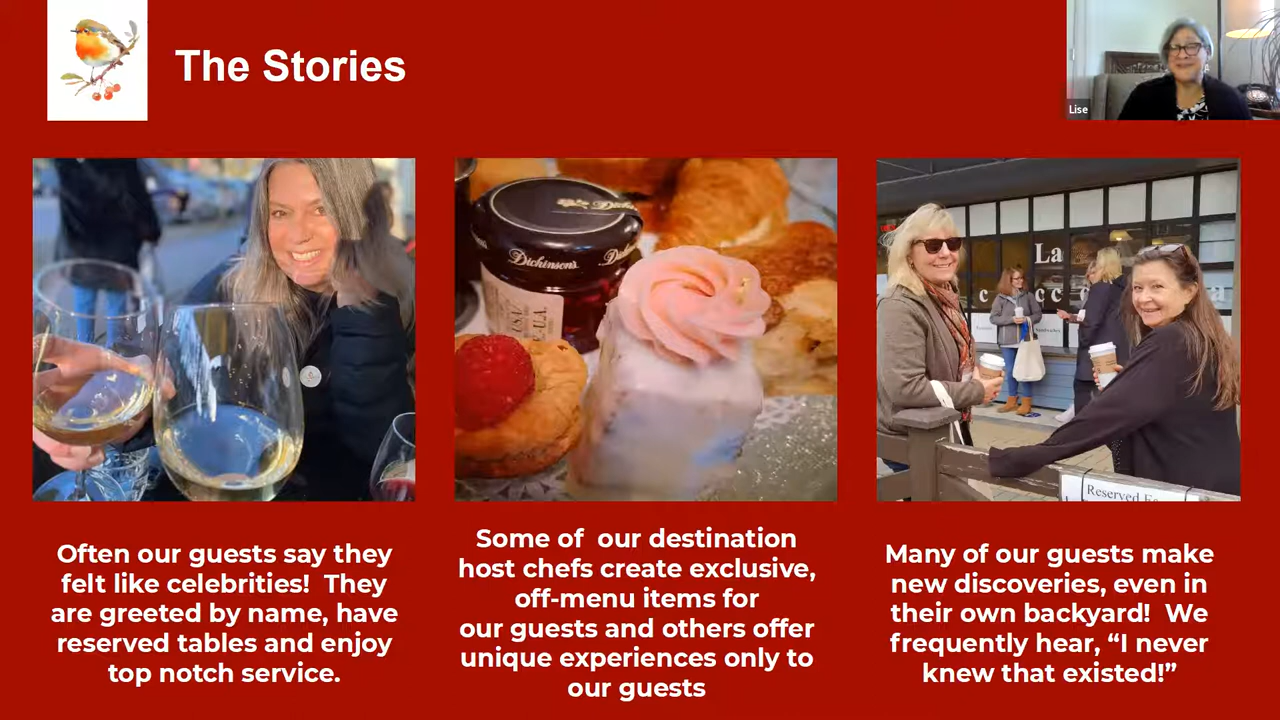 The Stories
Lise
Dickinson's
La
Reserved
Often our guests say they
felt like celebrities! They
are greeted by name, have
reserved tables and enjoy
top notch service.
Some of our destination
host chefs create exclusive,
off-menu items for
our guests and others offer
unique experiences only to
our guests
Many of our guests make
new discoveries, even in
their own backyard! We
frequently hear, “I never
knew that existed!”